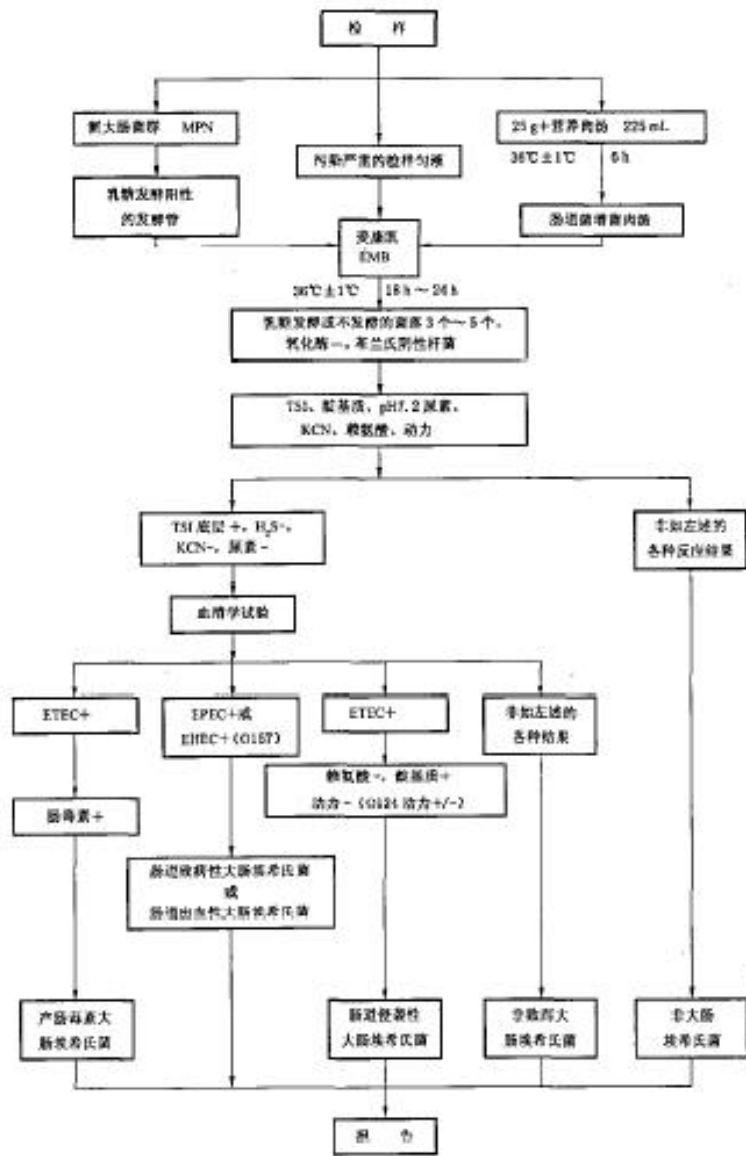 检 样
测大肠菌群 MPN
25 g+营养肉汤 225 mL
36℃±1℃ 6 h
污染严重的检样匀液
乳糖发酵阳性
的发酵管
肠道菌增菌肉汤
麦康凯
EMB
36℃±1℃ 18 h～24 h
乳糖发酵或不发酵的菌落 3 个～5 个、
氧化酶-、革兰氏阴性杆菌
TSI、靛基质、pH7.2 尿素、
KCN、赖氨酸、动力
TSI 底层+、H₂S-、
KCN-、尿素-
非如左述的
各种反应结果
血清学试验
ETEC+
EPEC+或
EHEC+(O157)
ETEC+
非如左述的
各种结果
赖氨酸-、靛基质+
动力-(O124 动力+/-)
肠毒素+
肠道致病性大肠埃希氏菌
或
肠道出血性大肠埃希氏菌
产肠毒素大
肠埃希氏菌
肠道侵袭性
大肠埃希氏菌
非致泻大
肠埃希氏菌
非大肠
埃希氏菌
报 告